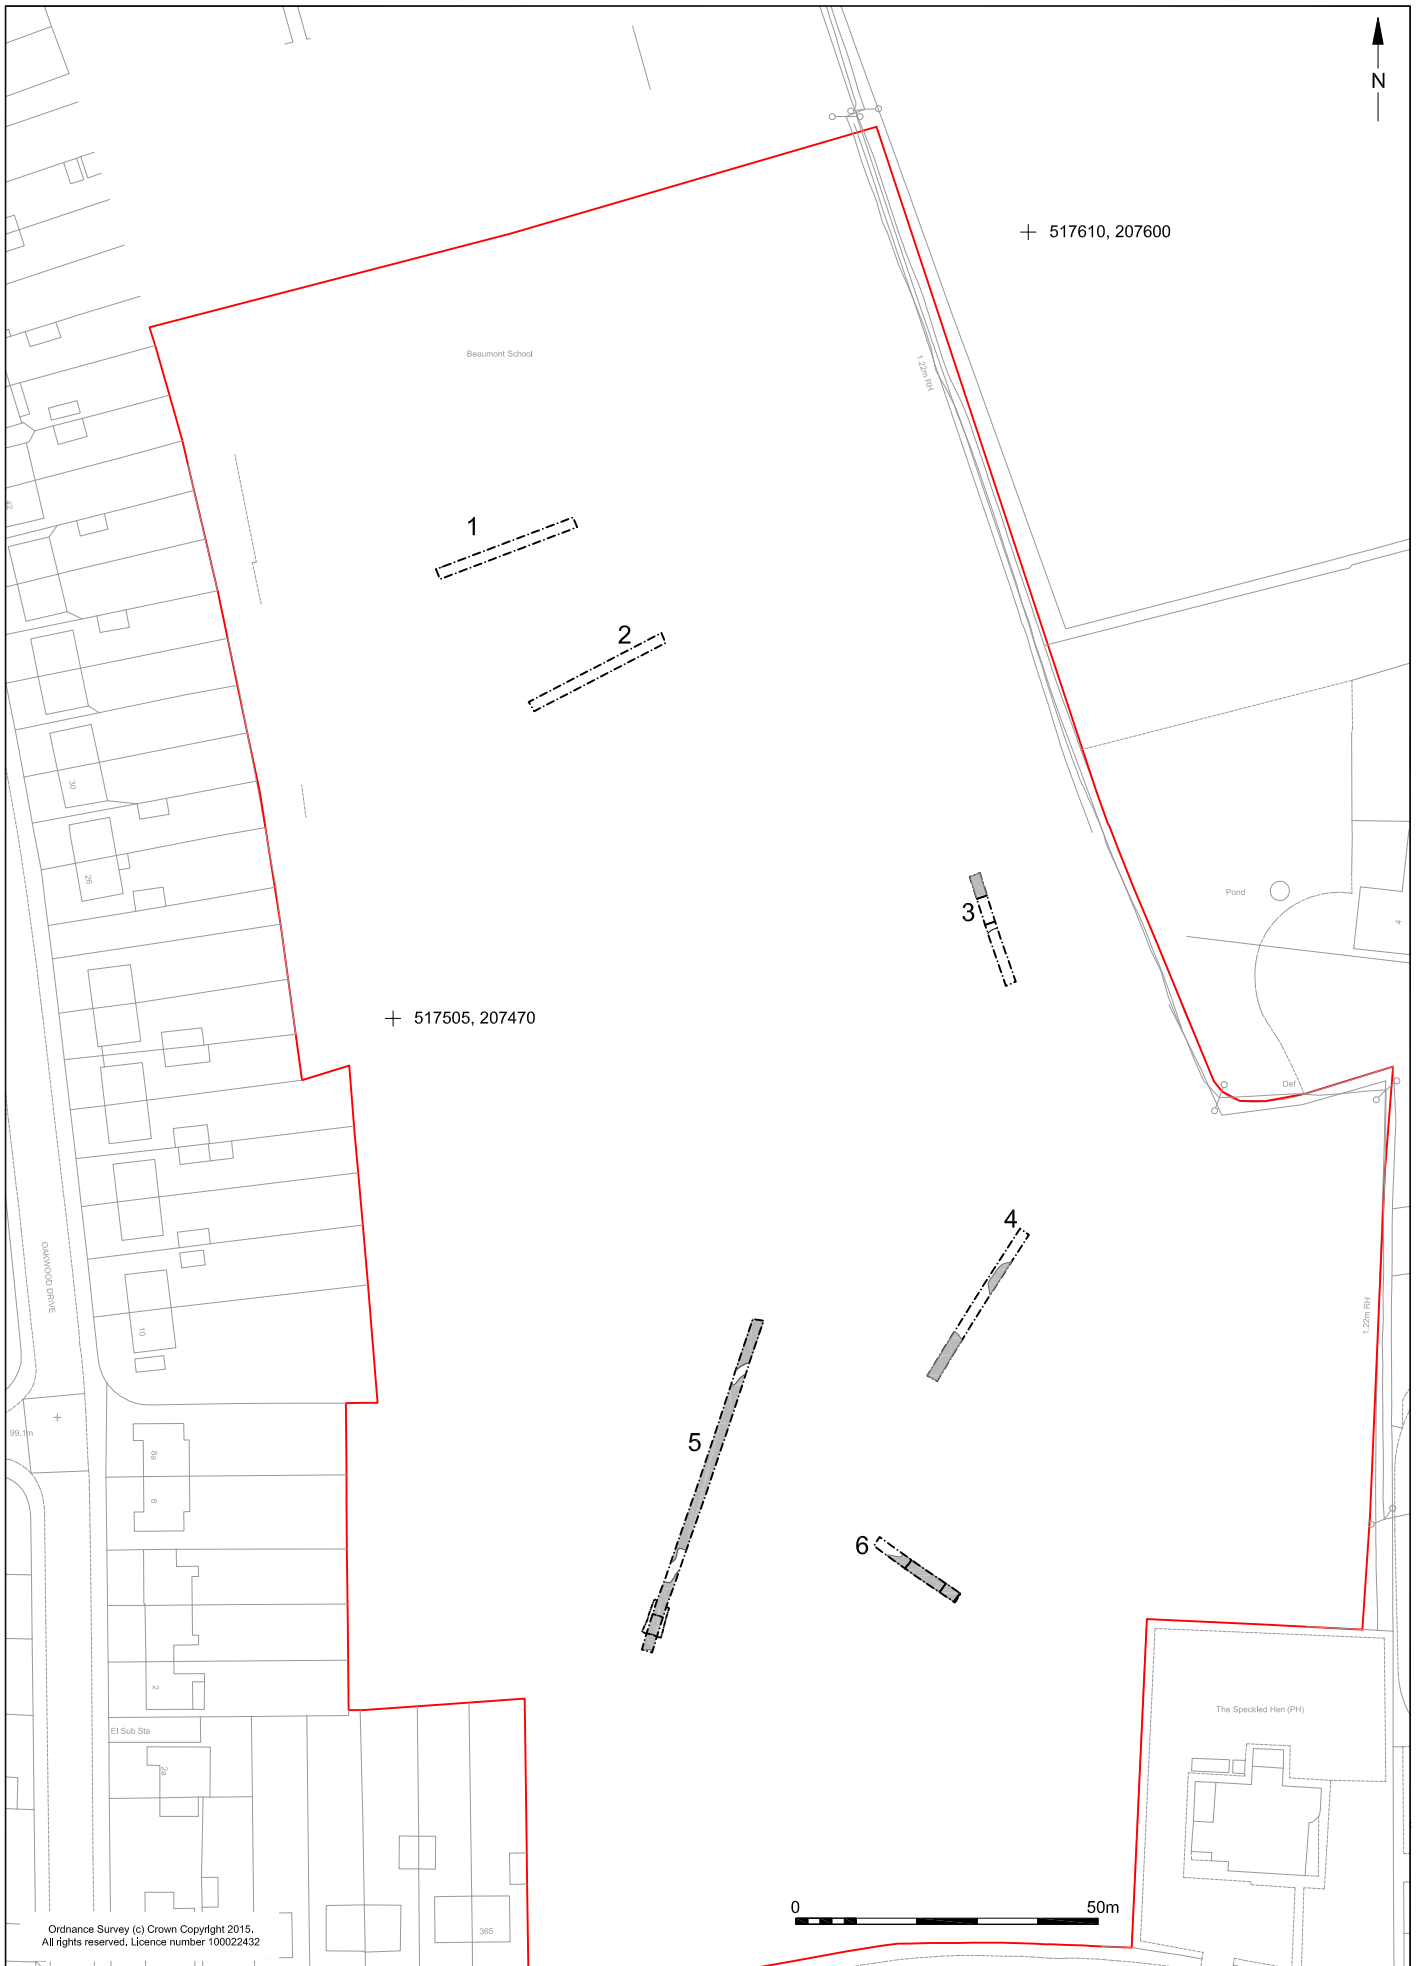 N
517610, 207600
Beaumont School
1.22m RH
42
1
2
30
26
Pond
4
3
517505, 207470
Def
OAKWOOD DRIVE
10
4
1.22m RH
99.1m
8a
8
5
6
2
El Sub Sta
2a
The Speckled Hen (PH)
0 50m
365
Ordnance Survey (c) Crown Copyright 2015.
All rights reserved. Licence number 100022432